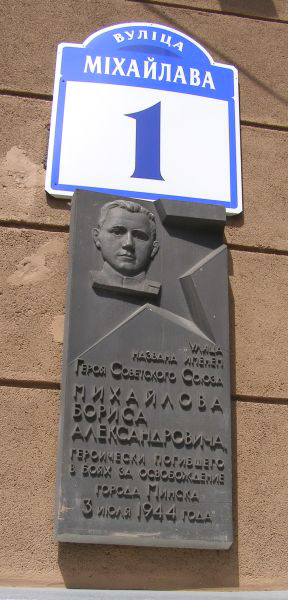 ВУЛІЦА
МІХАЙЛАВА
1
УЛИЦА
НАЗВАНА ИМЕНЕМ
ГЕРОЯ СОВЕТСКОГО СОЮЗА
МИХАЙЛОВА
БОРИСА
АЛЕКСАНДРОВИЧА,
ГЕРОИЧЕСКИ ПОГИБШЕГО
В БОЯХ ЗА ОСВОБОЖДЕНИЕ
ГОРОДА МИНСКА
3 ИЮЛЯ 1944 ГОДА